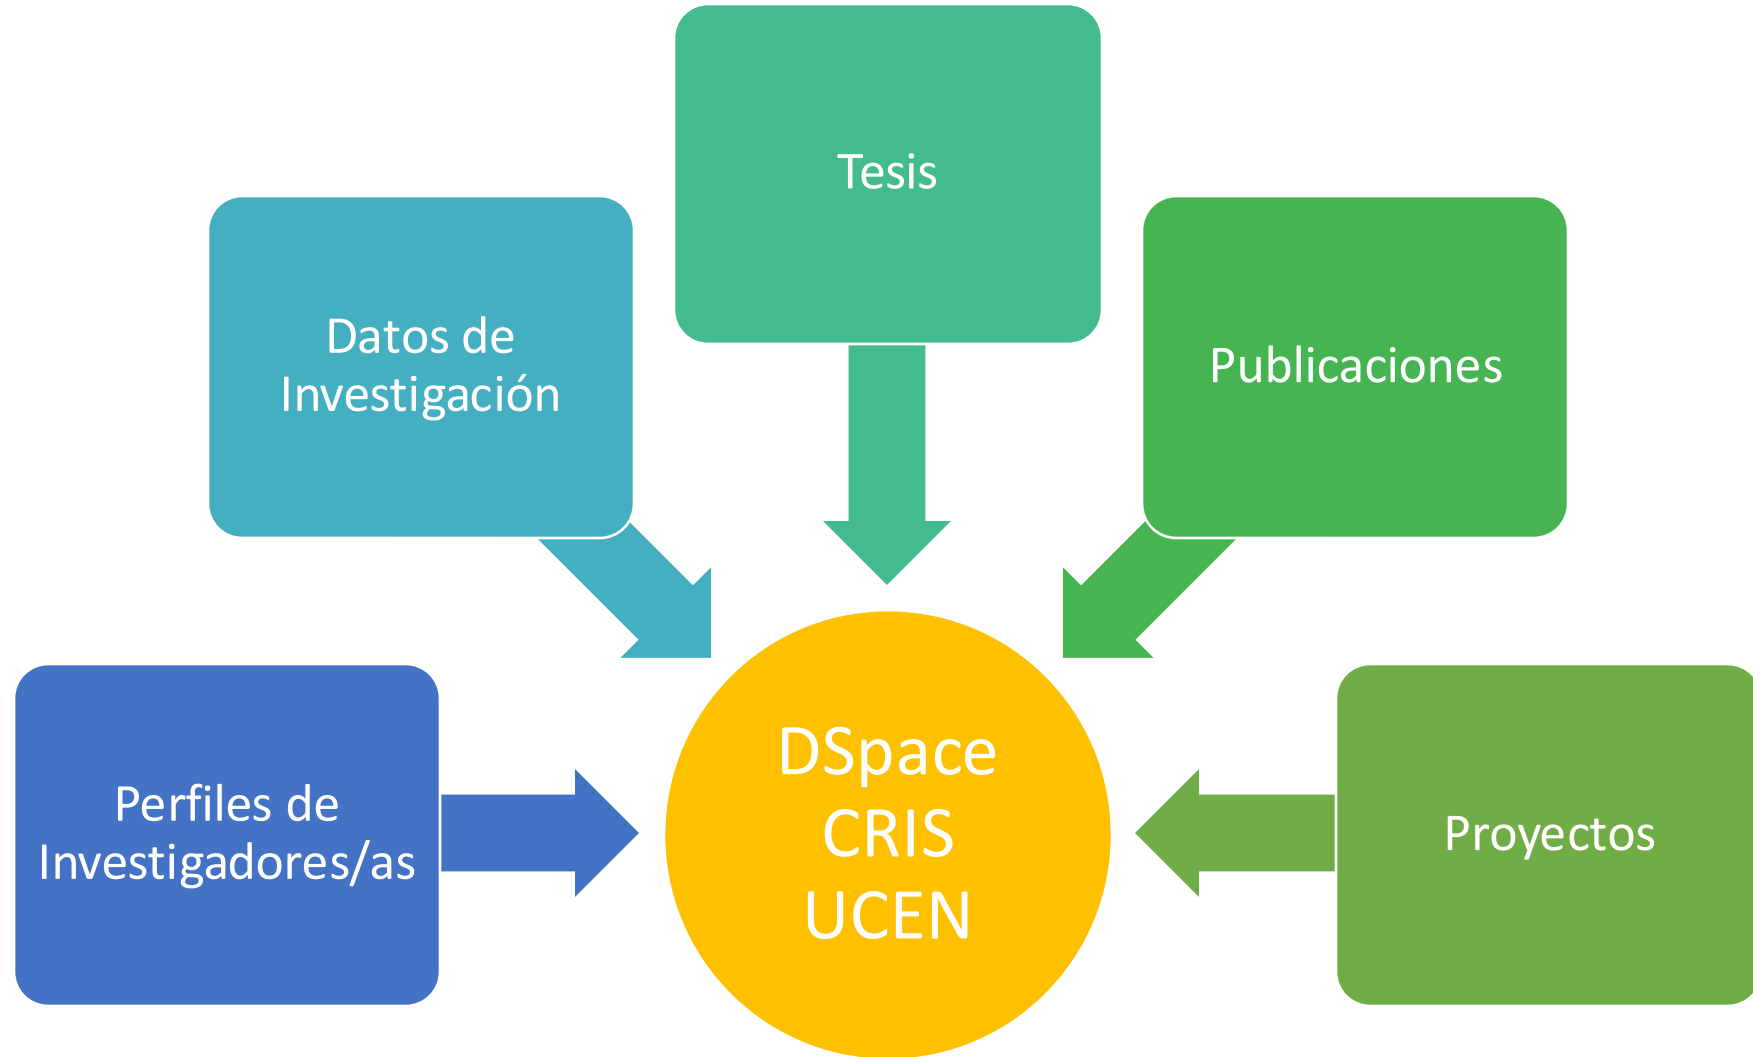 Tesis
Datos de
Investigación
Publicaciones
Perfiles de
Investigadores/as
DSpace
CRIS
UCEN
Proyectos